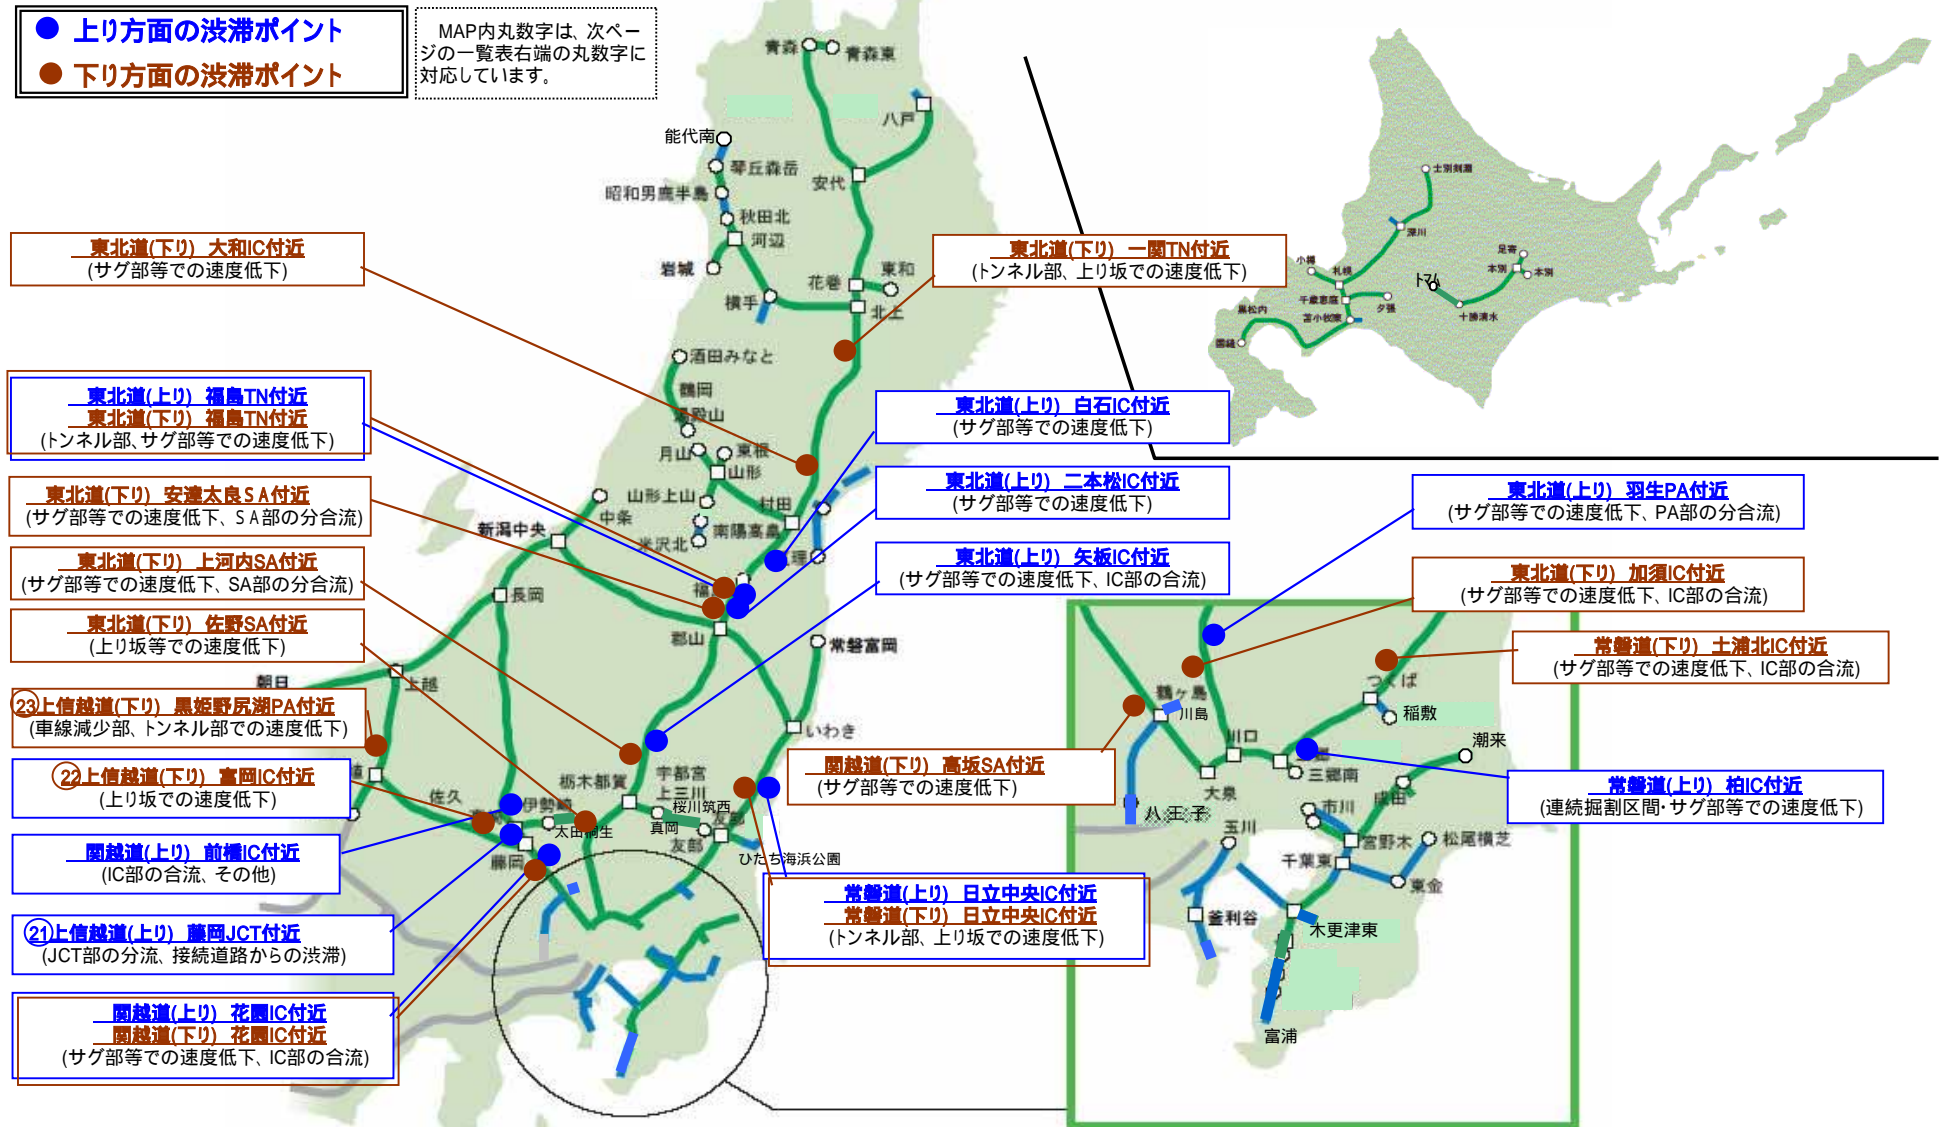 上り方面の渋滞ポイント
下り方面の渋滞ポイント
MAP内丸数字は、次ペー
ジの一覧表右端の丸数字に
対応しています。
青森
青森東
八戸
能代南
琴丘森岳
昭和男鹿半島
秋田北
河辺
岩城
安代
花巻
東和
横手
北上
酒田みなと
鶴岡
月山
東根
山形
山形上山
村田
中条
南陽高畠
米沢北
新潟中央
長岡
郡山
常磐富岡
朝日
上越
いわき
佐久
栃木都賀
宇都宮
上三川
桜川筑西
伊勢崎
太田桐生
真岡
友部
友部
藤岡
ひたち海浜公園
士別剣淵
深川
小樽
札幌
足寄
本別
本別
トマム
千歳恵庭
夕張
十勝清水
黒松内
苫小牧東
国縫
東北道(下り) 大和IC付近
(サグ部等での速度低下)
東北道(下り) 一関TN付近
(トンネル部、上り坂での速度低下)
東北道(上り) 福島TN付近
東北道(下り) 福島TN付近
(トンネル部、サグ部等での速度低下)
東北道(上り) 白石IC付近
(サグ部等での速度低下)
東北道(下り) 安達太良SA付近
(サグ部等での速度低下、SA部の分合流)
東北道(上り) 二本松IC付近
(サグ部等での速度低下)
東北道(上り) 羽生PA付近
(サグ部等での速度低下、PA部の分合流)
東北道(下り) 上河内SA付近
(サグ部等での速度低下、SA部の分合流)
東北道(上り) 矢板IC付近
(サグ部等での速度低下、IC部の合流)
東北道(下り) 加須IC付近
(サグ部等での速度低下、IC部の合流)
東北道(下り) 佐野SA付近
(上り坂等での速度低下)
常磐道(下り) 土浦北IC付近
(サグ部等での速度低下、IC部の合流)
㉓上信越道(下り) 黒姫野尻湖PA付近
(車線減少部、トンネル部での速度低下)
関越道(下り) 高坂SA付近
(サグ部等での速度低下)
㉒上信越道(下り) 富岡IC付近
(上り坂での速度低下)
常磐道(上り) 柏IC付近
(連続掘割区間・サグ部等での速度低下)
関越道(上り) 前橋IC付近
(IC部の合流、その他)
常磐道(上り) 日立中央IC付近
常磐道(下り) 日立中央IC付近
(トンネル部、上り坂での速度低下)
㉑上信越道(上り) 藤岡JCT付近
(JCT部の分流、接続道路からの渋滞)
関越道(上り) 花園IC付近
関越道(下り) 花園IC付近
(サグ部等での速度低下、IC部の合流)
鶴ヶ島
川島
つくば
稲敷
川口
潮来
三郷南
大泉
成田
八王子
市川
玉川
宮野木
松尾横芝
千葉東
東金
釜利谷
木更津東
富浦